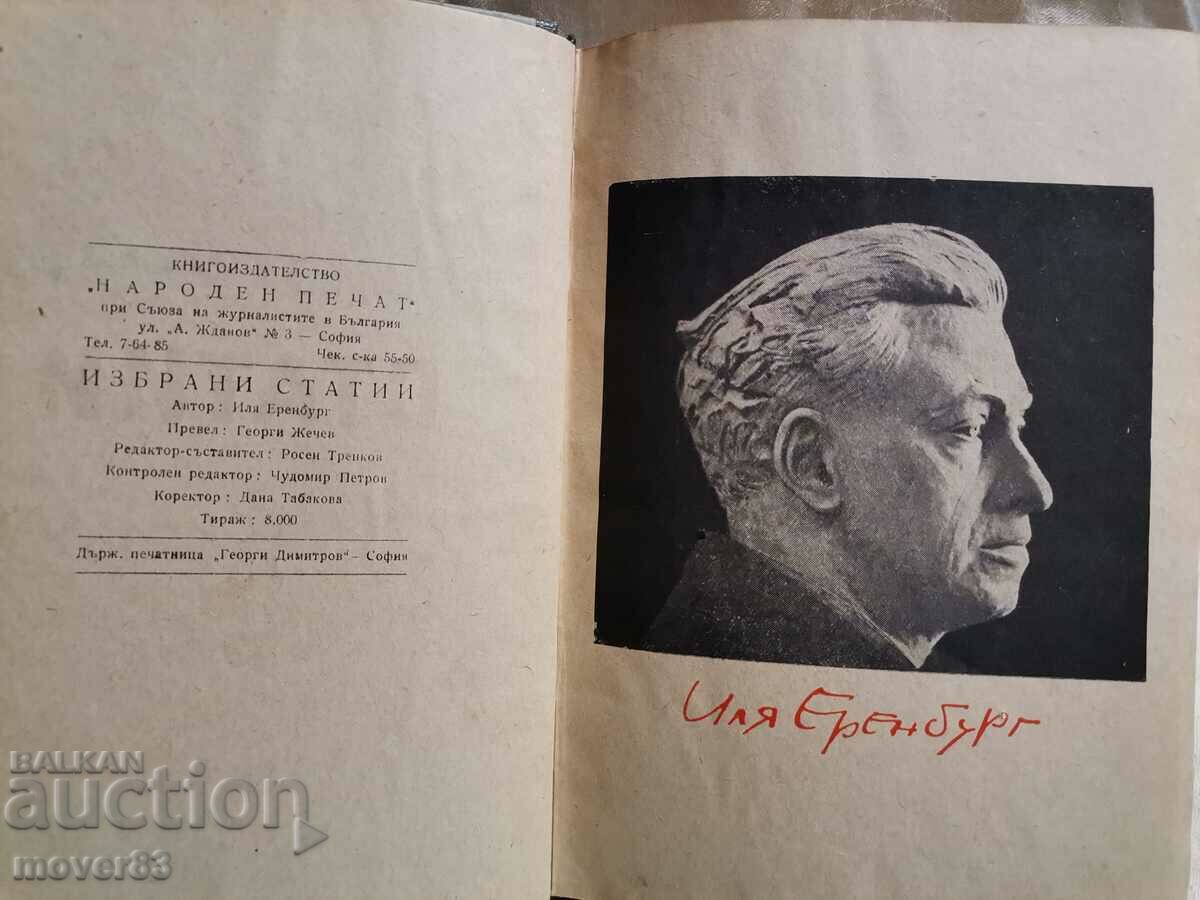 КНИГОИЗДАТЕЛСТВО
„НАРОДЕН ПЕЧАТ“
при Съюза на журналистите в България
ул. „А. Жданов“ № 3 — София
Тел. 7-64-85 Чек. с-ка 55-50
ИЗБРАНИ СТАТИИ
Автор: Иля Еренбург
Превел: Георги Жечев
Редактор-съставител: Росен Тренков
Контролен редактор: Чудомир Петров
Коректор: Дана Табакова
Тираж: 8.000
Държ. печатница „Георги Димитров“ — София
Иля Еренбург
BALKAN
auction
mover83